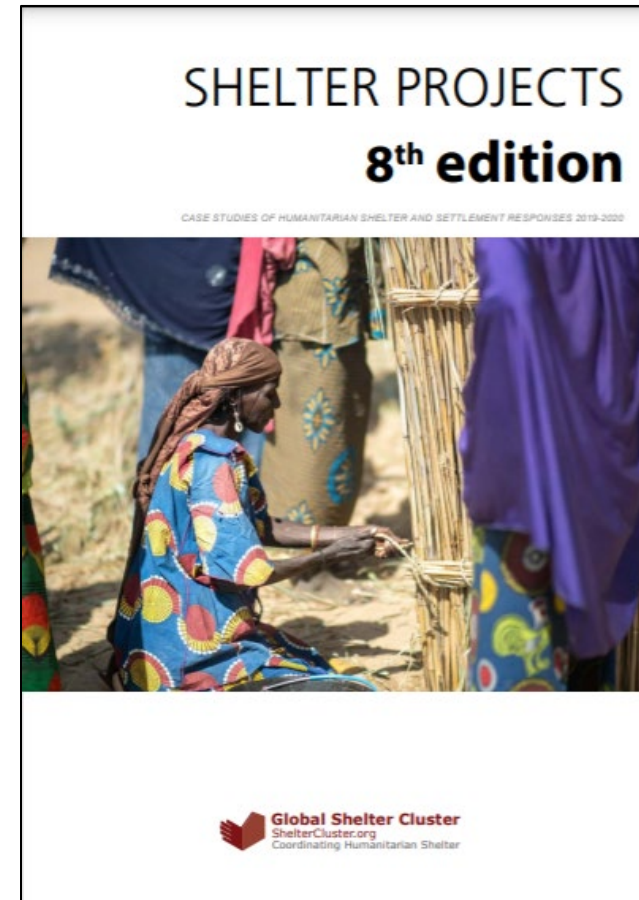 SHELTER PROJECTS
8th edition
CASE STUDIES OF HUMANITARIAN SHELTER AND SETTLEMENT RESPONSES 2019-2020
Global Shelter Cluster
ShelterCluster.org
Coordinating Humanitarian Shelter